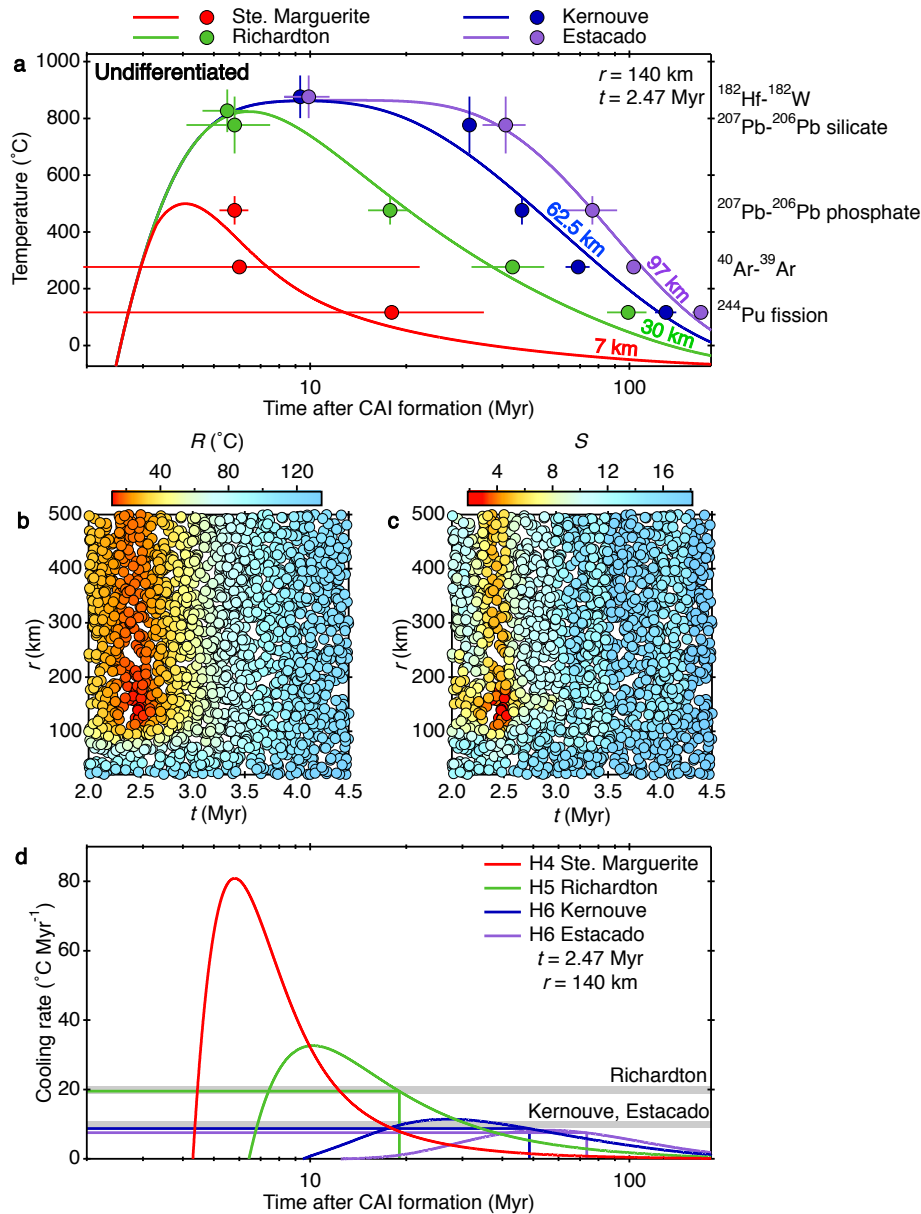 Ste. Marguerite
Kernouve
Richardton
Estacado
a
Undifferentiated
r = 140 km
t = 2.47 Myr
1000
800
600
400
200
0
Temperature (˚C)
¹⁸²Hf-¹⁸²W
²⁰⁷Pb-²⁰⁶Pb silicate
²⁰⁷Pb-²⁰⁶Pb phosphate
⁴⁰Ar-³⁹Ar
²⁴⁴Pu fission
62.5 km
97 km
30 km
7 km
10
100
Time after CAI formation (Myr)
R (˚C)
40
80
120
b
500
400
300
200
100
r (km)
2.0
2.5
3.0
3.5
4.0
4.5
t (Myr)
S
4
8
12
16
c
500
400
300
200
100
r (km)
2.0
2.5
3.0
3.5
4.0
4.5
t (Myr)
d
H4 Ste. Marguerite
H5 Richardton
H6 Kernouve
H6 Estacado
t = 2.47 Myr
r = 140 km
80
60
40
20
0
Cooling rate (˚C Myr⁻¹)
Richardton
Kernouve, Estacado
10
100
Time after CAI formation (Myr)